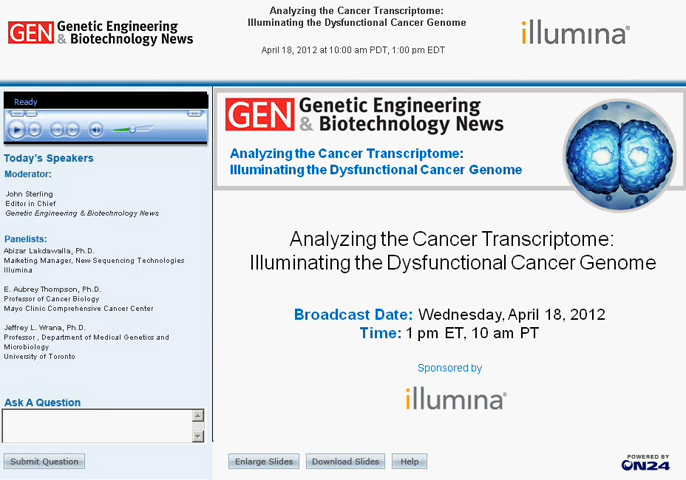 GEN Genetic Engineering
& Biotechnology News
Analyzing the Cancer Transcriptome:
Illuminating the Dysfunctional Cancer Genome
April 18, 2012 at 10:00 am PDT, 1:00 pm EDT
illumina®
Ready
Today's Speakers
Moderator:
John Sterling
Editor in Chief
Genetic Engineering & Biotechnology News
Panelists:
Abizar Lakdawalla, Ph.D.
Marketing Manager, New Sequencing Technologies
Illumina
E. Aubrey Thompson, Ph.D.
Professor of Cancer Biology
Mayo Clinic Comprehensive Cancer Center
Jeffrey L. Wrana, Ph.D.
Professor , Department of Medical Genetics and
Microbiology
University of Toronto
Ask A Question
Submit Question
GEN Genetic Engineering
& Biotechnology News
Analyzing the Cancer Transcriptome:
Illuminating the Dysfunctional Cancer Genome
Analyzing the Cancer Transcriptome:
Illuminating the Dysfunctional Cancer Genome
Broadcast Date: Wednesday, April 18, 2012
Time: 1 pm ET, 10 am PT
Sponsored by
illumina®
Enlarge Slides
Download Slides
Help
POWERED BY
ON24